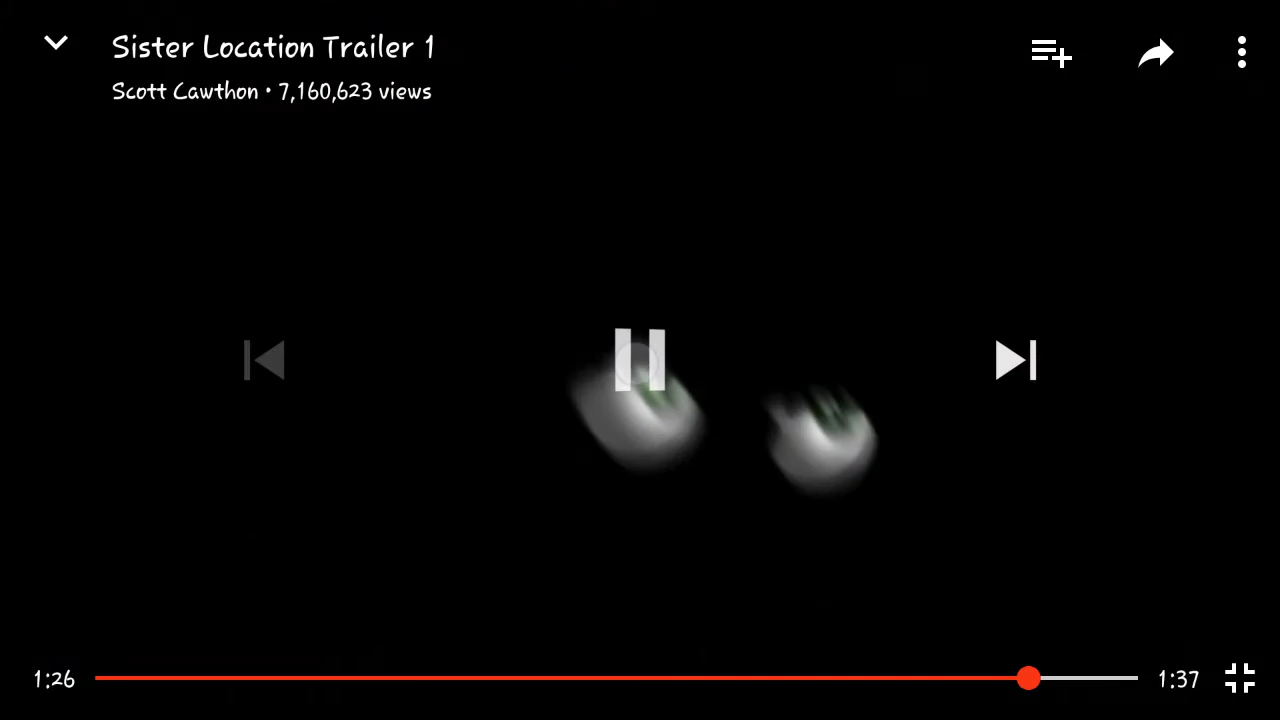 Sister Location Trailer 1
Scott Cawthon • 7,160,623 views
1:26
1:37